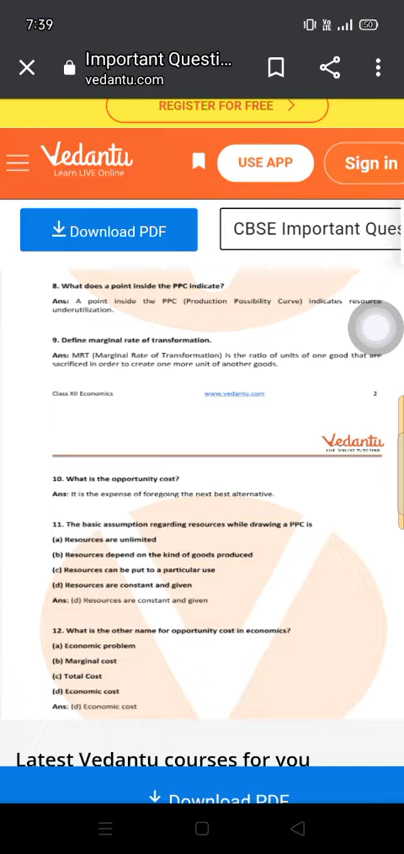 7:39
50
Important Questi...
vedantu.com
REGISTER FOR FREE
Vedantu
Learn LIVE Online
USE APP
Sign in
Download PDF
CBSE Important Ques
8. What does a point inside the PPC indicate?
Ans: A point inside the PPC (Production Possibility Curve) indicates resource
underutilization.
9. Define marginal rate of transformation.
Ans: MRT (Marginal Rate of Transformation) is the ratio of units of one good that are
sacrificed in order to create one more unit of another goods.
Class XII Economics www.vedantu.com 2
Vedantu
LIVE ONLINE TUTORING
10. What is the opportunity cost?
Ans: It is the expense of foregoing the next best alternative.
11. The basic assumption regarding resources while drawing a PPC is
(a) Resources are unlimited
(b) Resources depend on the kind of goods produced
(c) Resources can be put to a particular use
(d) Resources are constant and given
Ans: (d) Resources are constant and given
12. What is the other name for opportunity cost in economics?
(a) Economic problem
(b) Marginal cost
(c) Total Cost
(d) Economic cost
Ans: (d) Economic cost
Latest Vedantu courses for you
Download PDF